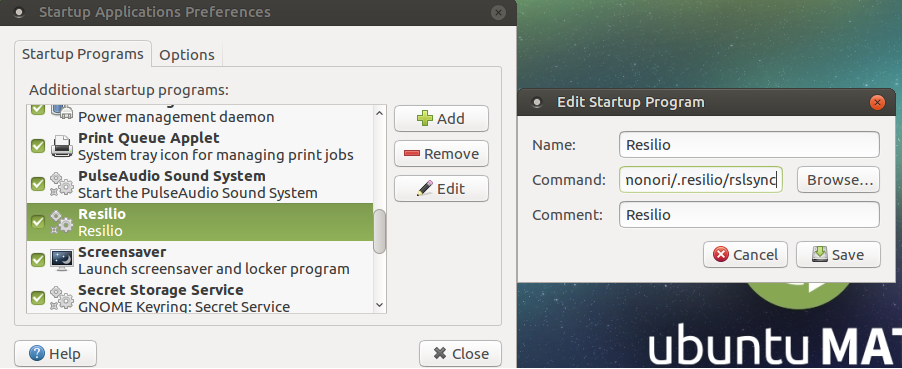 Startup Applications Preferences
Startup Programs
Options
Additional startup programs:
Power management daemon
Print Queue Applet
System tray icon for managing print jobs
PulseAudio Sound System
Start the PulseAudio Sound System
Resilio
Resilio
Screensaver
Launch screensaver and locker program
Secret Storage Service
GNOME Keyring: Secret Service
Add
Remove
Edit
Help
Close
Edit Startup Program
Name:
Resilio
Command:
nonori/.resilio/rslsync
Browse...
Comment:
Resilio
Cancel
Save
ubuntu MAT